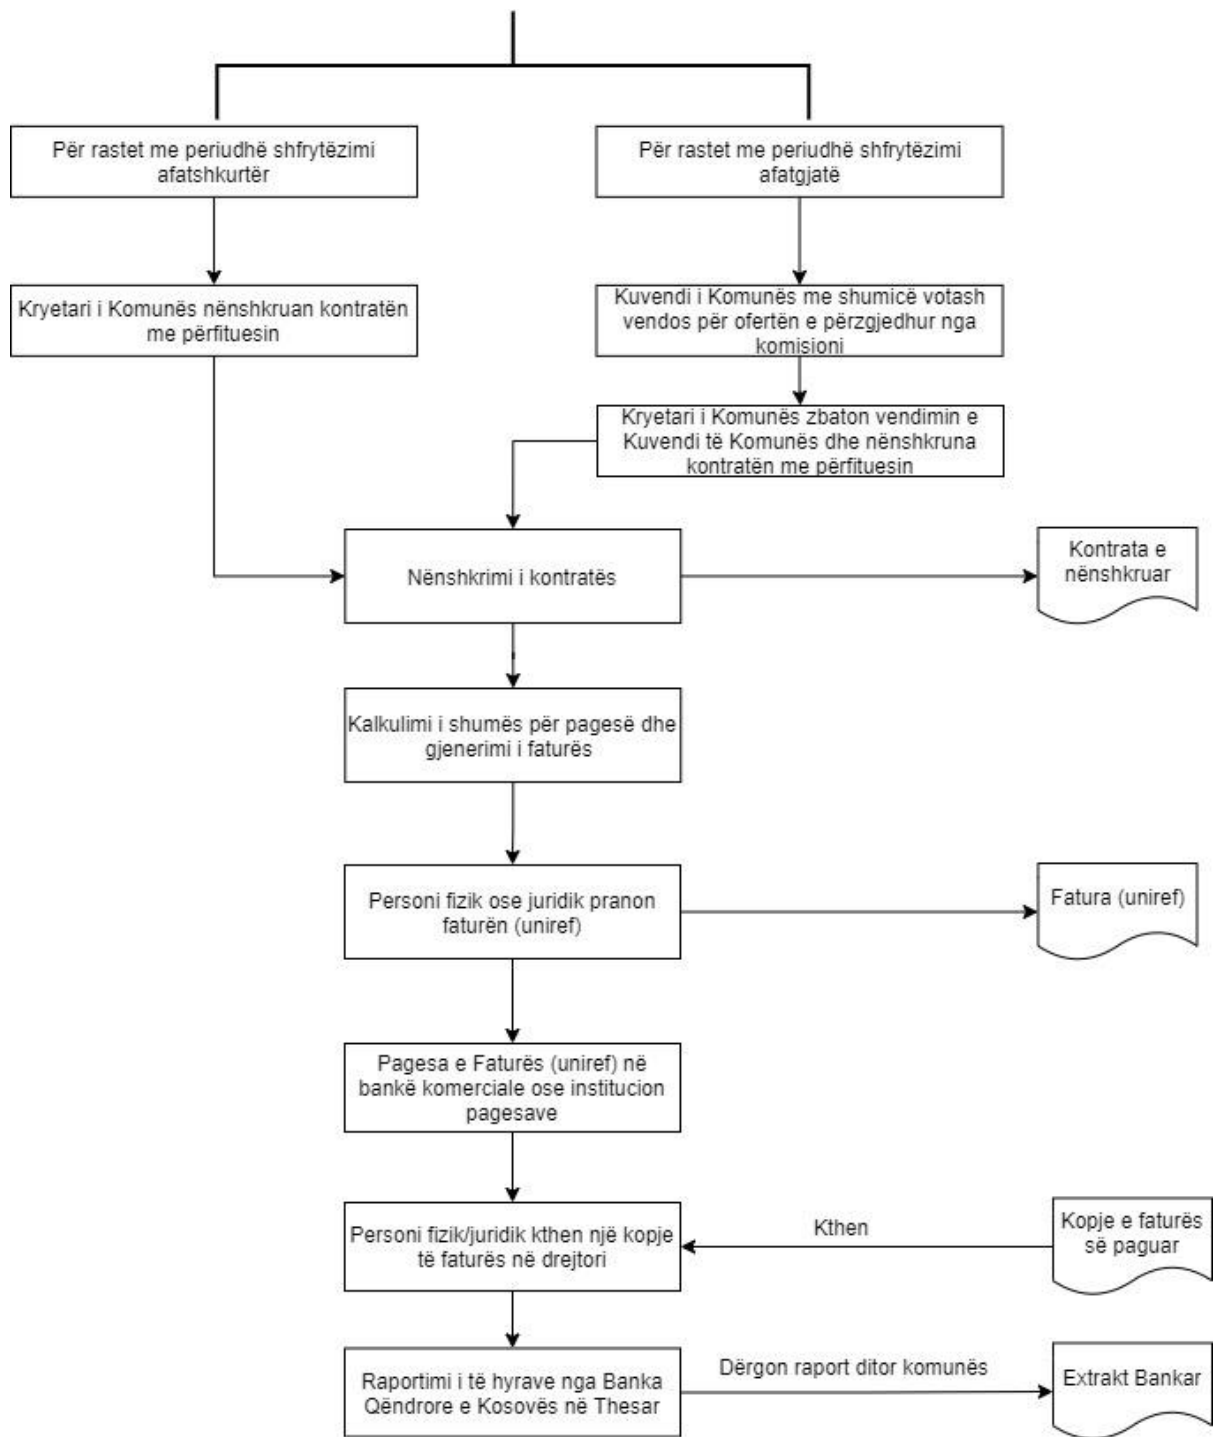 Për rastet me periudhë shfrytëzimi
afatshkurtër
Për rastet me periudhë shfrytëzimi
afatgjatë
Kryetari i Komunës nënshkruan kontratën
me përfituesin
Kuvendi i Komunës me shumicë votash
vendos për ofertën e përzgjedhur nga
komisioni
Kryetari i Komunës zbaton vendimin e
Kuvendi të Komunës dhe nënshkruna
kontratën me përfituesin
Nënshkrimi i kontratës
Kontrata e
nënshkruar
Kalkulimi i shumës për pagesë dhe
gjenerimi i faturës
Personi fizik ose juridik pranon
faturën (uniref)
Fatura (uniref)
Pagesa e Faturës (uniref) në
bankë komerciale ose institucion
pagesave
Personi fizik/juridik kthen një kopje
të faturës në drejtori
Kthen
Kopje e faturës
së paguar
Raportimi i të hyrave nga Banka
Qëndrore e Kosovës në Thesar
Dërgon raport ditor komunës
Extrakt Bankar